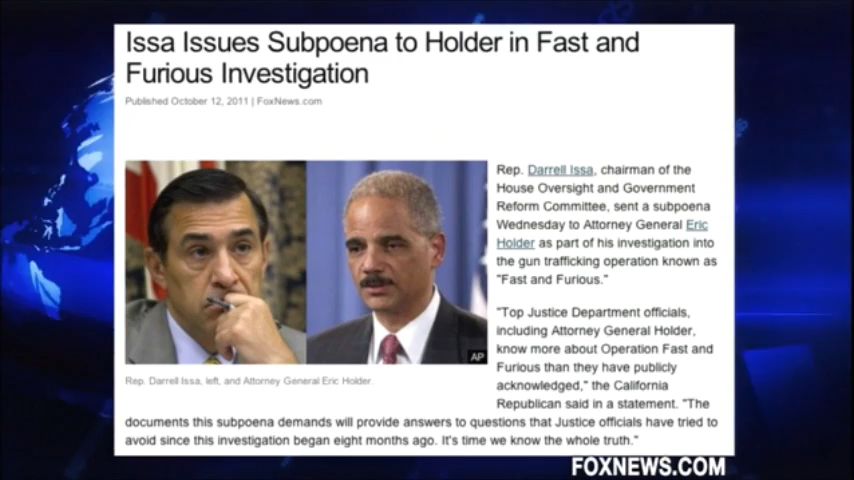 Issa Issues Subpoena to Holder in Fast and
Furious Investigation
Published October 12, 2011 | FoxNews.com
Rep. Darrell Issa, chairman of the
House Oversight and Government
Reform Committee, sent a subpoena
Wednesday to Attorney General Eric
Holder as part of his investigation into
the gun trafficking operation known as
"Fast and Furious."
AP
Rep. Darrell Issa, left, and Attorney General Eric Holder.
"Top Justice Department officials,
including Attorney General Holder,
know more about Operation Fast and
Furious than they have publicly
acknowledged," the California
Republican said in a statement. "The
documents this subpoena demands will provide answers to questions that Justice officials have tried to
avoid since this investigation began eight months ago. It's time we know the whole truth."
FOXNEWS.COM